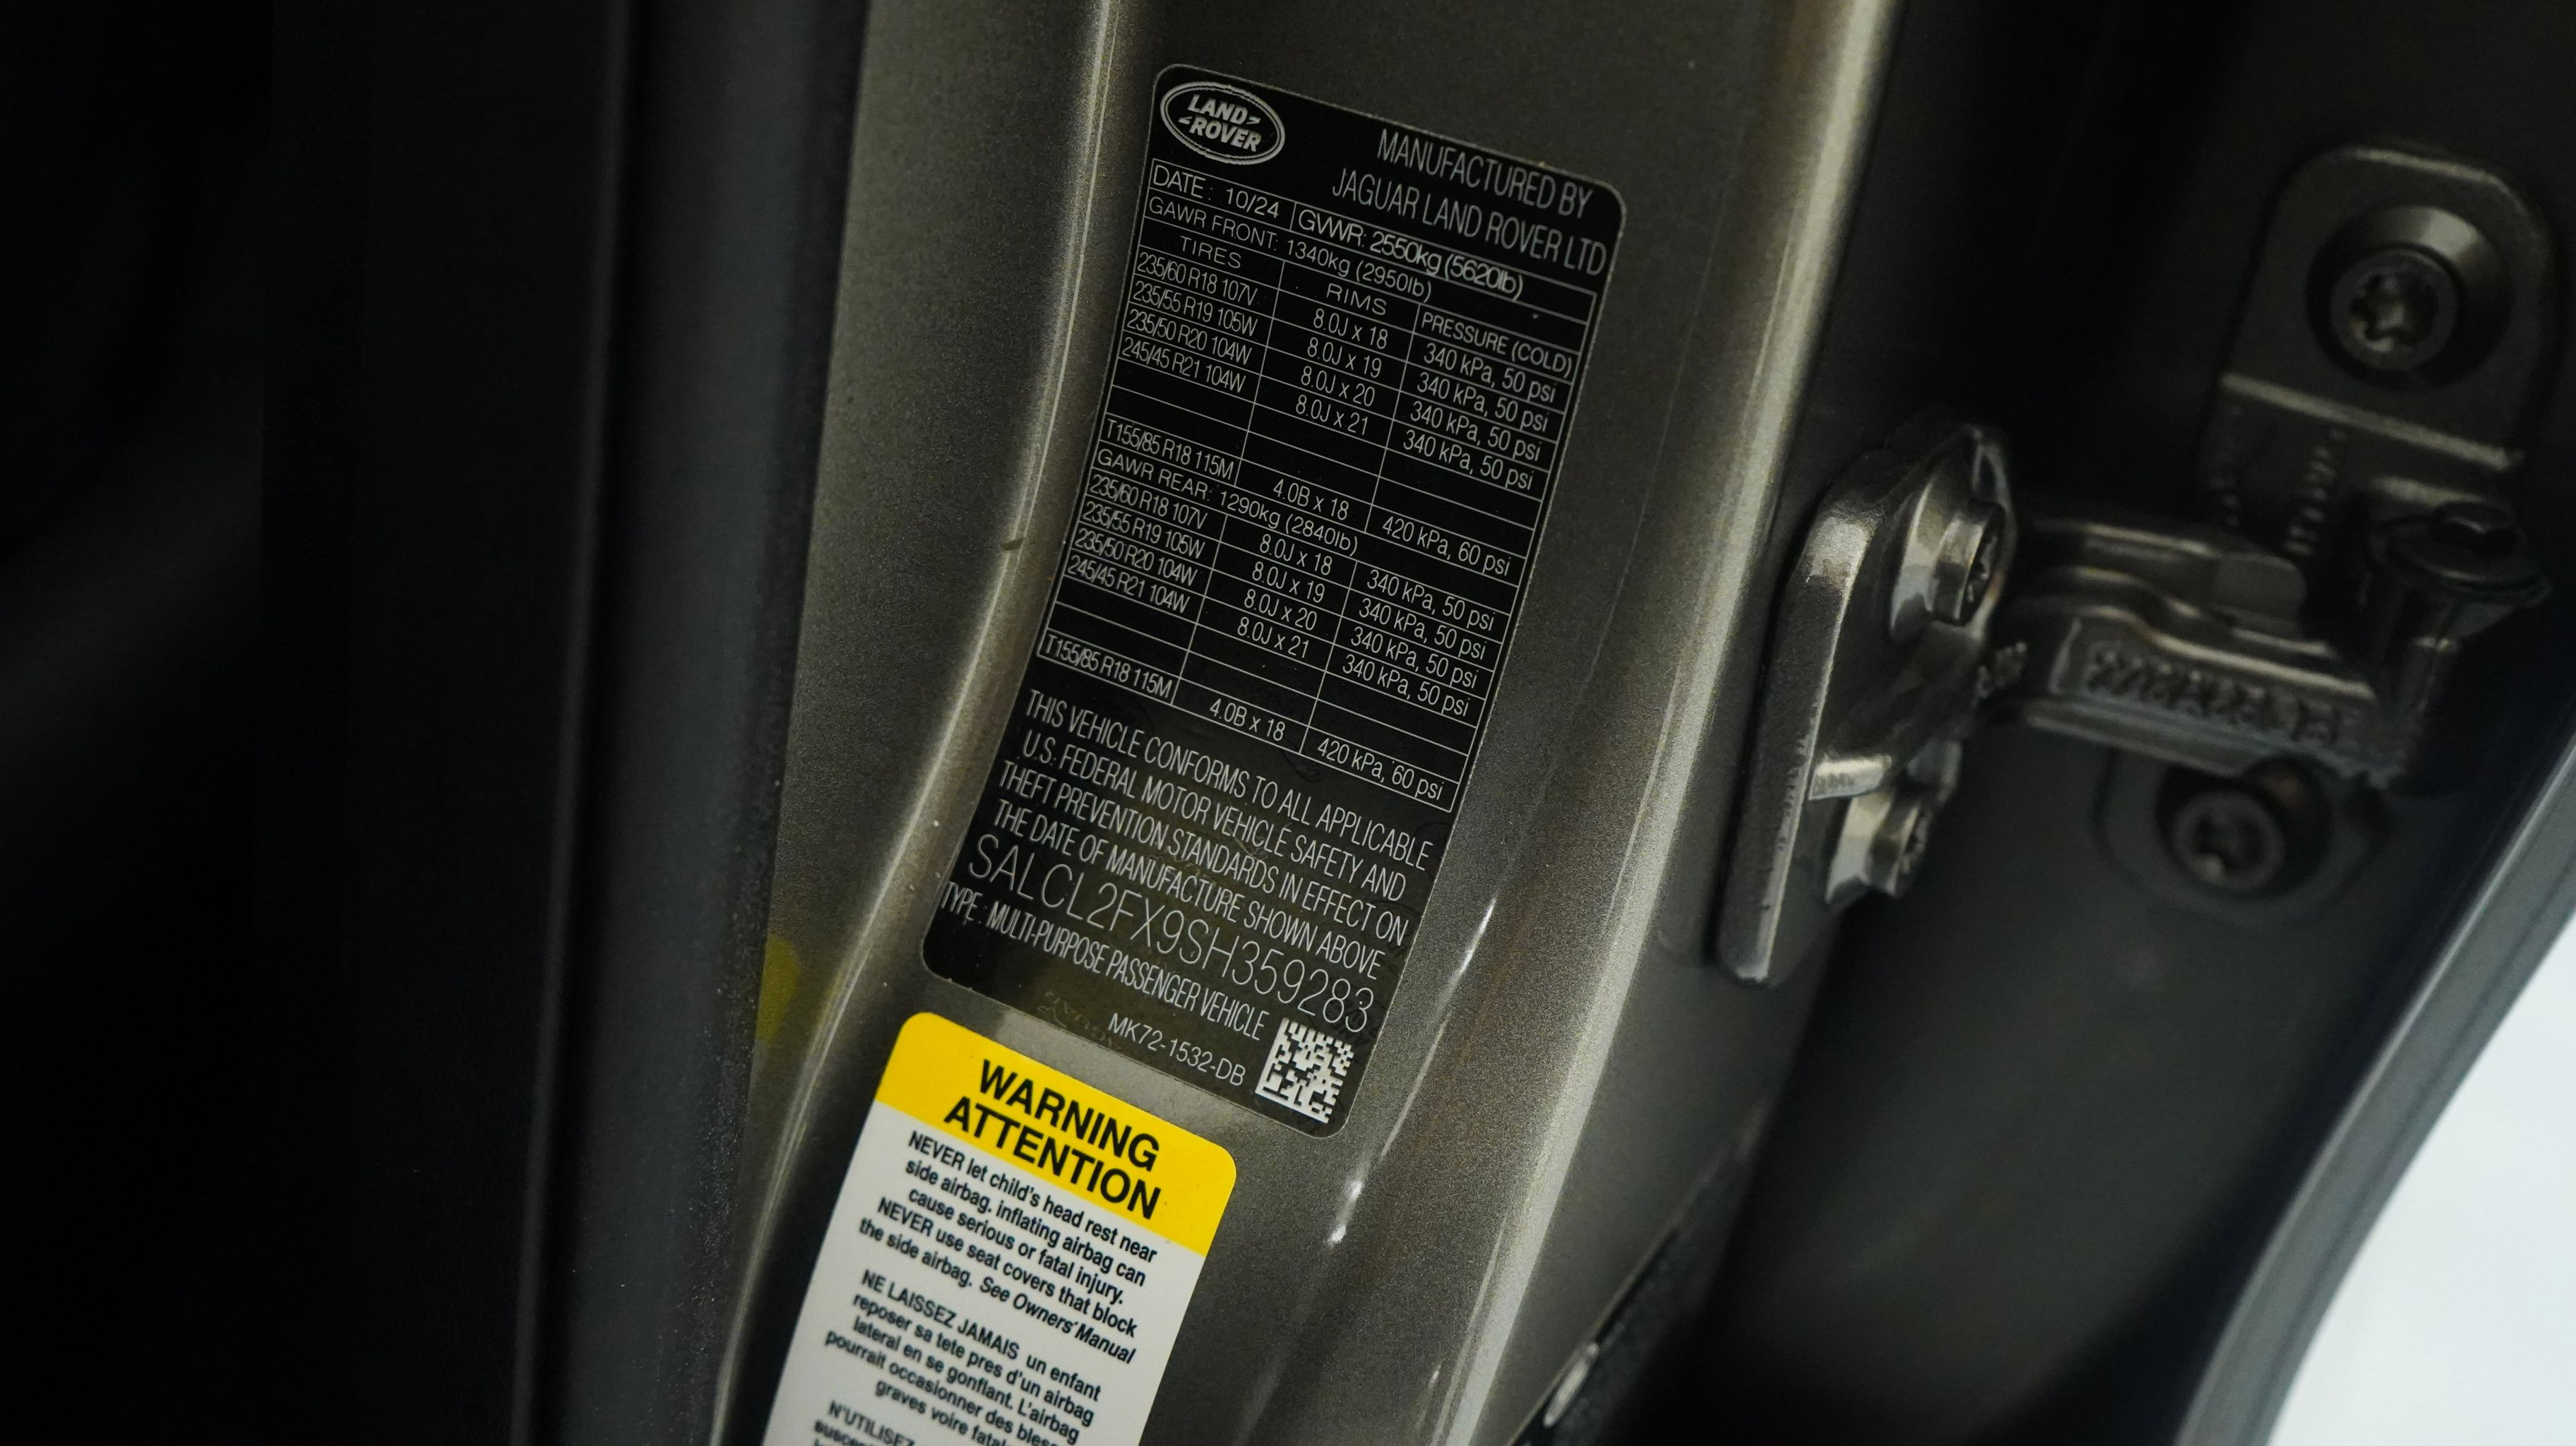 LAND
ROVER
MANUFACTURED BY
JAGUAR LAND ROVER LTD
DATE: 10/24 GVWR: 2550kg (5620lb)
GAWR FRONT: 1340kg (2950lb)
TIRES RIMS PRESSURE (COLD)
235/60 R18 107V 8.0J x 18 340 kPa, 50 psi
235/55 R19 105W 8.0J x 19 340 kPa, 50 psi
235/50 R20 104W 8.0J x 20 340 kPa, 50 psi
245/45 R21 104W 8.0J x 21 340 kPa, 50 psi
T155/85 R18 115M 4.0B x 18 420 kPa, 60 psi
GAWR REAR: 1290kg (2840lb)
235/60 R18 107V 8.0J x 18 340 kPa, 50 psi
235/55 R19 105W 8.0J x 19 340 kPa, 50 psi
235/50 R20 104W 8.0J x 20 340 kPa, 50 psi
245/45 R21 104W 8.0J x 21 340 kPa, 50 psi
T155/85 R18 115M 4.0B x 18 420 kPa, 60 psi
THIS VEHICLE CONFORMS TO ALL APPLICABLE
U.S. FEDERAL MOTOR VEHICLE SAFETY AND
THEFT PREVENTION STANDARDS IN EFFECT ON
THE DATE OF MANUFACTURE SHOWN ABOVE
SALCL2FX9SH359283
TYPE: MULTI-PURPOSE PASSENGER VEHICLE
MK72-1532-DB
WARNING
ATTENTION
NEVER let child's head rest near
side airbag. inflating airbag can
cause serious or fatal injury.
NEVER use seat covers that block
the side airbag. See Owners' Manual
NE LAISSEZ JAMAIS un enfant
reposer sa tete pres d'un airbag
lateral en se gonflant. L'airbag
pourrait occasionner des bless
graves voire fatal
N'UTILISEZ